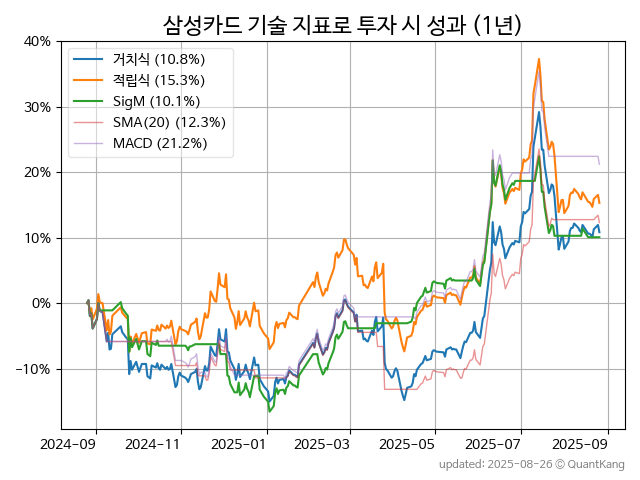 삼성카드 기술 지표로 투자 시 성과 (1년)
40%
30%
20%
10%
0%
−10%
거치식 (10.8%)
적립식 (15.3%)
SigM (10.1%)
SMA(20) (12.3%)
MACD (21.2%)
2024-09
2024-11
2025-01
2025-03
2025-05
2025-07
2025-09
updated: 2025-08-26 © QuantKang